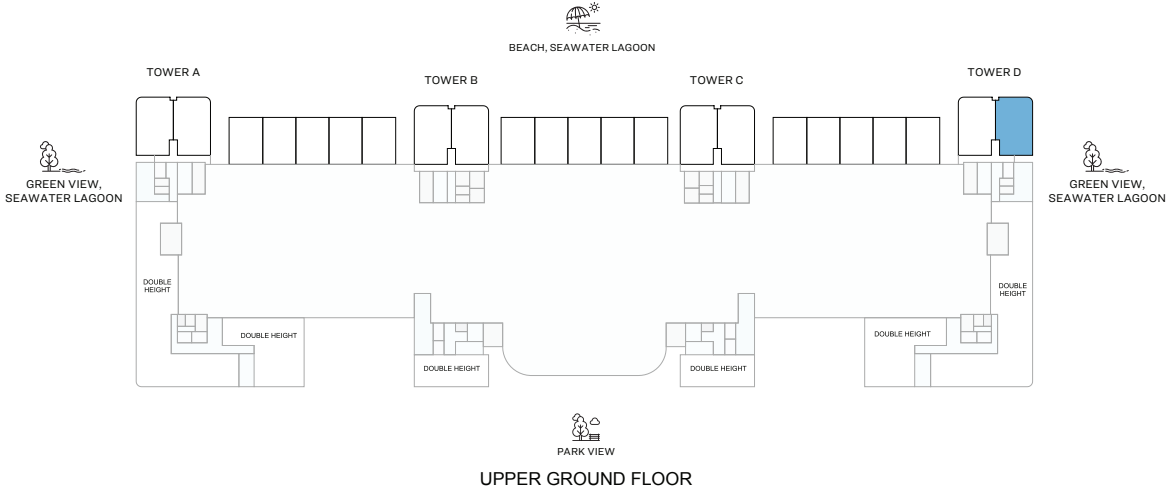 BEACH, SEAWATER LAGOON
TOWER A
TOWER B
TOWER C
TOWER D
GREEN VIEW,
SEAWATER LAGOON
GREEN VIEW,
SEAWATER LAGOON
DOUBLE
HEIGHT
DOUBLE
HEIGHT
DOUBLE HEIGHT
DOUBLE HEIGHT
DOUBLE HEIGHT
DOUBLE HEIGHT
PARK VIEW
UPPER GROUND FLOOR